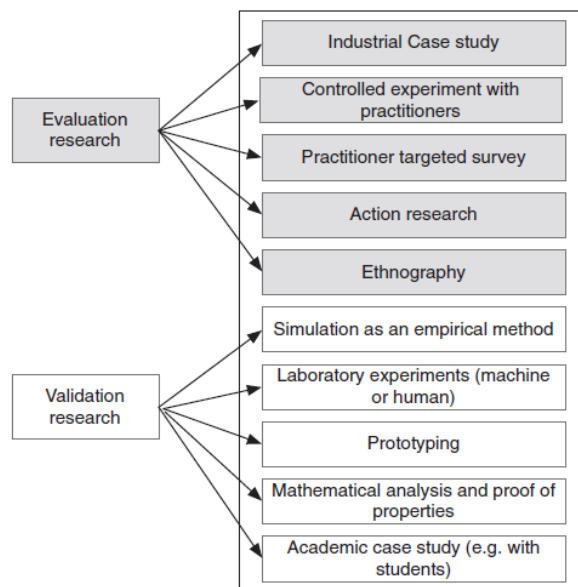 Industrial Case study
Controlled experiment with
practitioners
Evaluation
research
Practitioner targeted survey
Action research
Ethnography
Simulation as an empirical method
Laboratory experiments (machine
or human)
Validation
research
Prototyping
Mathematical analysis and proof of
properties
Academic case study (e.g. with
students)